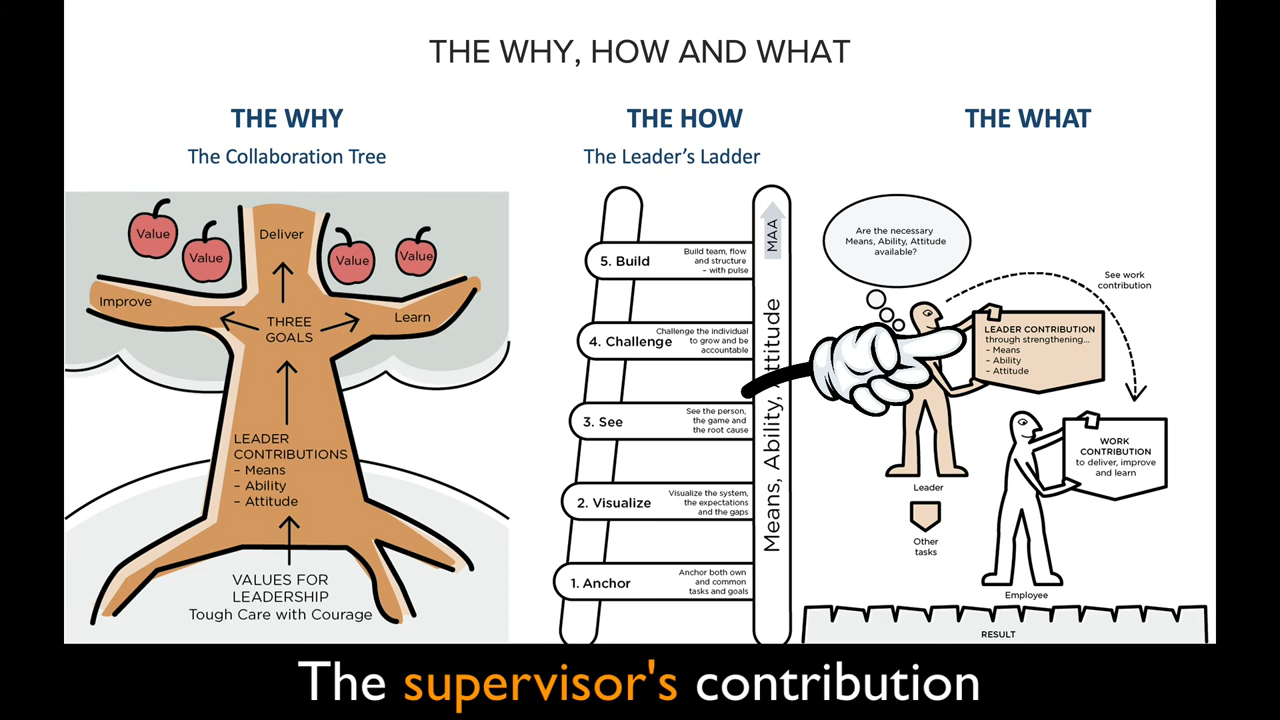 THE WHY, HOW AND WHAT
THE WHY
The Collaboration Tree
Value
Value
Deliver
Value
Value
Improve
THREE
GOALS
Learn
LEADER
CONTRIBUTIONS
– Means
– Ability
– Attitude
VALUES FOR
LEADERSHIP
Tough Care with Courage
THE HOW
The Leader's Ladder
MAA
Means, Ability, Attitude
5. Build
Build team, flow
and structure
– with pulse
4. Challenge
Challenge the individual
to grow and be
accountable
3. See
See the person,
the game and
the root cause
2. Visualize
Visualize the system,
the expectations
and the gaps
1. Anchor
Anchor both own
and common
tasks and goals
THE WHAT
Are the necessary
Means, Ability, Attitude
available?
See work
contribution
LEADER CONTRIBUTION
through strengthening...
– Means
– Ability
– Attitude
WORK
CONTRIBUTION
to deliver, improve
and learn
Leader
Other
tasks
Employee
RESULT
The supervisor's contribution